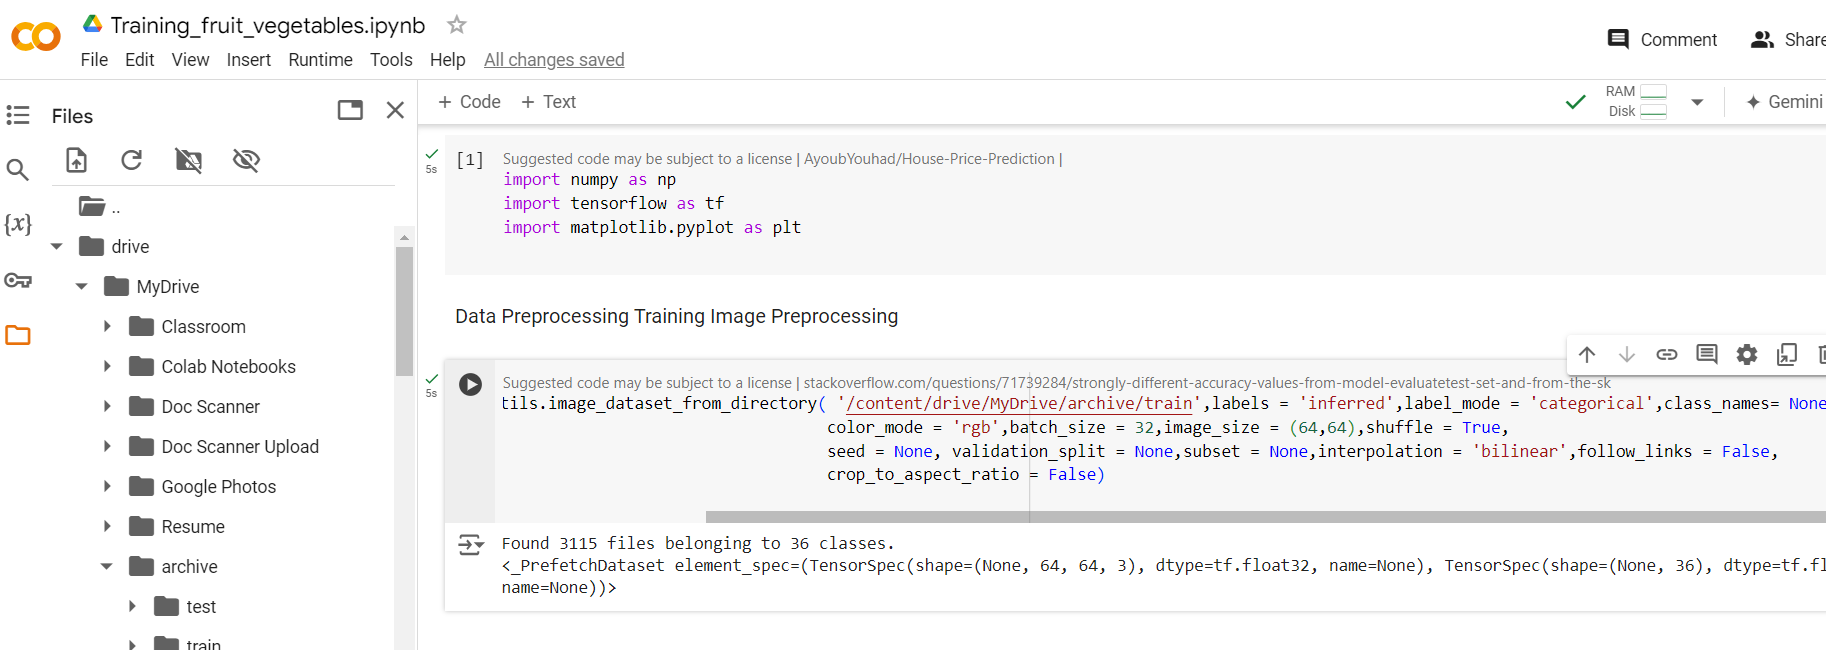 Training_fruit_vegetables.ipynb
File Edit View Insert Runtime Tools Help All changes saved
Comment Share
Files
+ Code + Text
RAM
Disk
Gemini
..
drive
MyDrive
Classroom
Colab Notebooks
Doc Scanner
Doc Scanner Upload
Google Photos
Resume
archive
test
train
{x}
5s
[1] Suggested code may be subject to a license | AyoubYouhad/House-Price-Prediction |
import numpy as np
import tensorflow as tf
import matplotlib.pyplot as plt
Data Preprocessing Training Image Preprocessing
5s
Suggested code may be subject to a license | stackoverflow.com/questions/71739284/strongly-different-accuracy-values-from-model-evaluatetest-set-and-from-the-sk
tils.image_dataset_from_directory( '/content/drive/MyDrive/archive/train',labels = 'inferred',label_mode = 'categorical',class_names= None
color_mode = 'rgb',batch_size = 32,image_size = (64,64),shuffle = True,
seed = None, validation_split = None,subset = None,interpolation = 'bilinear',follow_links = False,
crop_to_aspect_ratio = False)
Found 3115 files belonging to 36 classes.
<_PrefetchDataset element_spec=(TensorSpec(shape=(None, 64, 64, 3), dtype=tf.float32, name=None), TensorSpec(shape=(None, 36), dtype=tf.fl
name=None))>